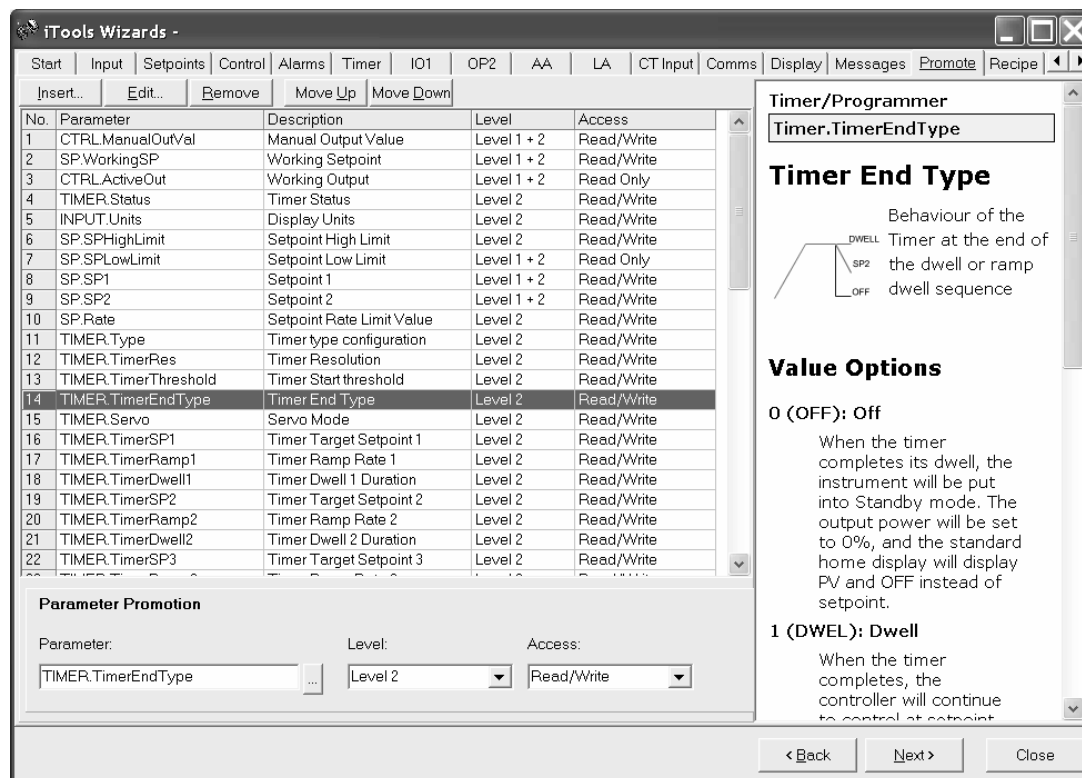 iTools Wizards -
Start Input Setpoints Control Alarms Timer IO1 OP2 AA LA CT Input Comms Display Messages Promote Recipe
Insert... Edit... Remove Move Up Move Down
No. Parameter Description Level Access
1 CTRL.ManualOutVal Manual Output Value Level 1 + 2 Read/Write
2 SP.WorkingSP Working Setpoint Level 1 + 2 Read/Write
3 CTRL.ActiveOut Working Output Level 1 + 2 Read Only
4 TIMER.Status Timer Status Level 2 Read/Write
5 INPUT.Units Display Units Level 2 Read/Write
6 SP.SPHighLimit Setpoint High Limit Level 1 + 2 Read/Write
7 SP.SPLowLimit Setpoint Low Limit Level 1 + 2 Read Only
8 SP.SP1 Setpoint 1 Level 1 + 2 Read/Write
9 SP.SP2 Setpoint 2 Level 1 + 2 Read/Write
10 SP.Rate Setpoint Rate Limit Value Level 2 Read/Write
11 TIMER.Type Timer type configuration Level 2 Read/Write
12 TIMER.TimerRes Timer Resolution Level 2 Read/Write
13 TIMER.TimerThreshold Timer Start threshold Level 2 Read/Write
14 TIMER.TimerEndType Timer End Type Level 2 Read/Write
15 TIMER.Servo Servo Mode Level 2 Read/Write
16 TIMER.TimerSP1 Timer Target Setpoint 1 Level 2 Read/Write
17 TIMER.TimerRamp1 Timer Ramp Rate 1 Level 2 Read/Write
18 TIMER.TimerDwell1 Timer Dwell 1 Duration Level 2 Read/Write
19 TIMER.TimerSP2 Timer Target Setpoint 2 Level 2 Read/Write
20 TIMER.TimerRamp2 Timer Ramp Rate 2 Level 2 Read/Write
21 TIMER.TimerDwell2 Timer Dwell 2 Duration Level 2 Read/Write
22 TIMER.TimerSP3 Timer Target Setpoint 3 Level 2 Read/Write
Parameter Promotion
Parameter: Level: Access:
TIMER.TimerEndType ... Level 2 Read/Write
Timer/Programmer
Timer.TimerEndType
Timer End Type
DWELL
SP2
OFF
Behaviour of the
Timer at the end of
the dwell or ramp
dwell sequence
Value Options
0 (OFF): Off
When the timer
completes its dwell, the
instrument will be put
into Standby mode. The
output power will be set
to 0%, and the standard
home display will display
PV and OFF instead of
setpoint.
1 (DWEL): Dwell
When the timer
completes, the
controller will continue
to control at setpoint
< Back Next > Close